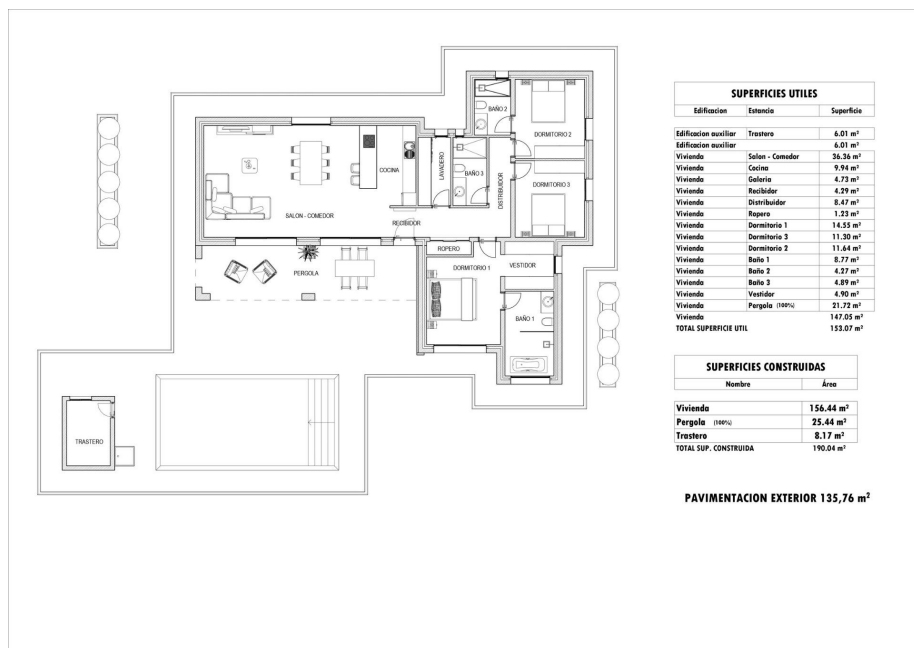 BAÑO 2
DORMITORIO 2
COCINA
LAVADERO
BAÑO 3
DISTRIBUIDOR
DORMITORIO 3
SALON - COMEDOR
RECIBIDOR
ROPERO
PERGOLA
DORMITORIO 1
VESTIDOR
BAÑO 1
TRASTERO
SUPERFICIES UTILES
Edificacion Estancia Superficie
Edificacion auxiliar Trastero 6.01 m²
Edificacion auxiliar 6.01 m²
Vivienda Salon - Comedor 36.36 m²
Vivienda Cocina 9.94 m²
Vivienda Galeria 4.73 m²
Vivienda Recibidor 4.29 m²
Vivienda Distribuidor 8.47 m²
Vivienda Ropero 1.23 m²
Vivienda Dormitorio 1 14.55 m²
Vivienda Dormitorio 3 11.30 m²
Vivienda Dormitorio 2 11.64 m²
Vivienda Baño 1 8.77 m²
Vivienda Baño 2 4.27 m²
Vivienda Baño 3 4.89 m²
Vivienda Vestidor 4.90 m²
Vivienda Pergola (100%) 21.72 m²
Vivienda 147.05 m²
TOTAL SUPERFICIE UTIL 153.07 m²
SUPERFICIES CONSTRUIDAS
Nombre Área
Vivienda 156.44 m²
Pergola (100%) 25.44 m²
Trastero 8.17 m²
TOTAL SUP. CONSTRUIDA 190.04 m²
PAVIMENTACION EXTERIOR 135,76 m²